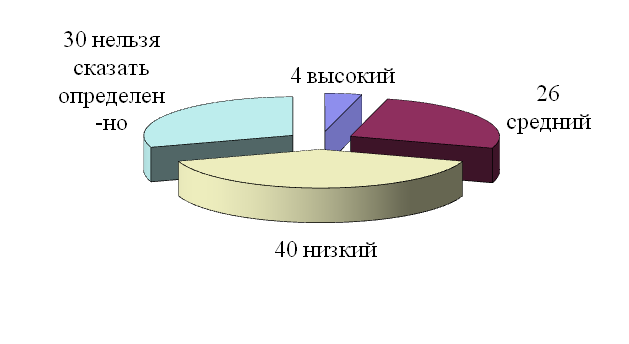 30 нельзя
сказать
определен
-но
4 высокий
26
средний
40 низкий